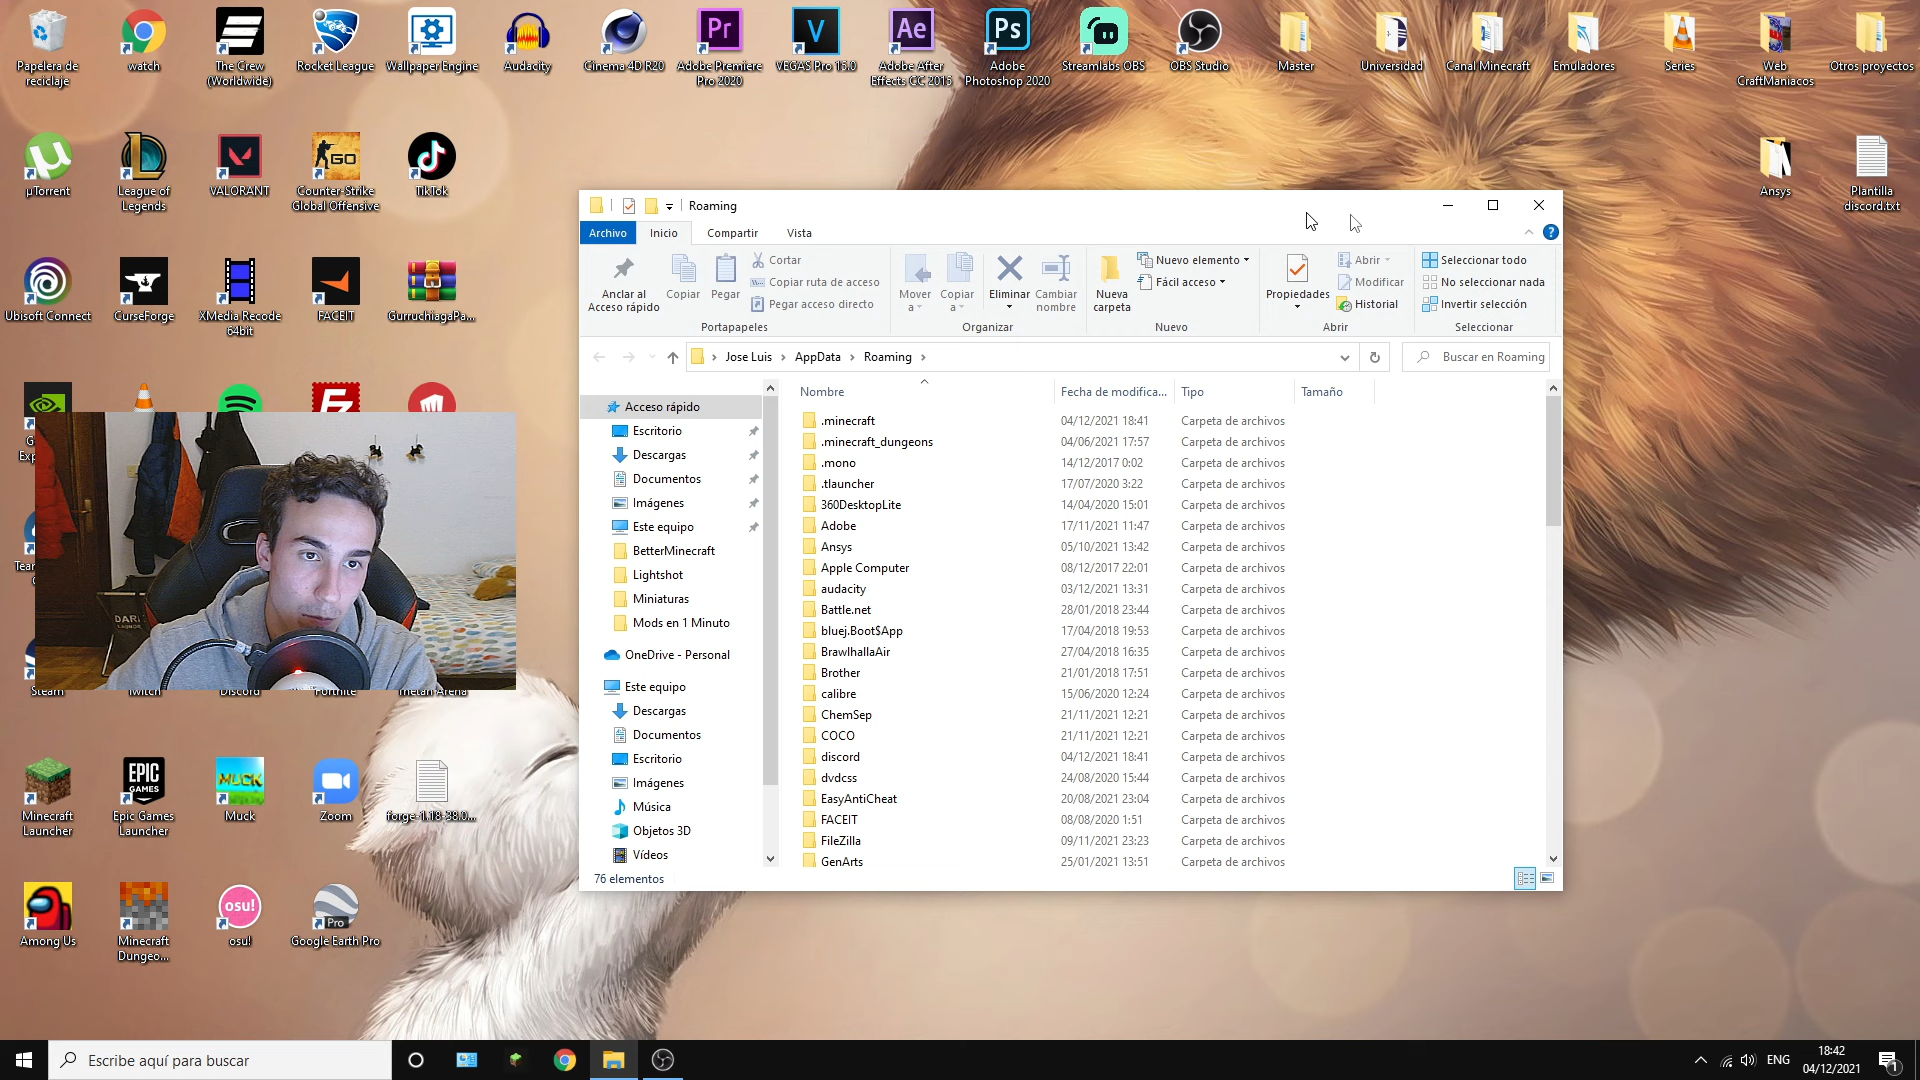 Papelera de
reciclaje
watch
The Crew
(Worldwide)
Rocket League
Wallpaper Engine
Audacity
Cinema 4D R20
Pr
Adobe Premiere
Pro 2020
V
VEGAS Pro 15.0
Ae
Adobe After
Effects CC 2015
Ps
Adobe
Photoshop 2020
Streamlabs OBS
OBS Studio
Master
Universidad
Canal Minecraft
Emuladores
Series
Web
CraftManiacos
Otros proyectos
µTorrent
League of
Legends
VALORANT
GO
Counter-Strike
Global Offensive
TikTok
Ansys
Plantilla
discord.txt
Ubisoft Connect
CurseForge
XMedia Recode
64bit
FACEIT
GurruchiagaPa...
Steam
Twitch
Discord
Fortnite
Minecraft
Launcher
EPIC
GAMES
Epic Games
Launcher
MUCK
Muck
Zoom
forge-1.18-38.0...
Among Us
Minecraft
Dungeo...
osu!
osu!
Pro
Google Earth Pro
Roaming
Archivo
Inicio
Compartir
Vista
Anclar al
Acceso rápido
Copiar
Pegar
Cortar
Copiar ruta de acceso
Pegar acceso directo
Portapapeles
Mover
a
Copiar
a
Eliminar
Cambiar
nombre
Organizar
Nueva
carpeta
Nuevo elemento
Fácil acceso
Nuevo
Propiedades
Abrir
Modificar
Historial
Abrir
Seleccionar todo
No seleccionar nada
Invertir selección
Seleccionar
Jose Luis › AppData › Roaming ›
Buscar en Roaming
Acceso rápido
Escritorio
Descargas
Documentos
Imágenes
Este equipo
BetterMinecraft
Lightshot
Miniaturas
Mods en 1 Minuto
OneDrive - Personal
Este equipo
Descargas
Documentos
Escritorio
Imágenes
Música
Objetos 3D
Vídeos
Nombre Fecha de modifica... Tipo Tamaño
.minecraft 04/12/2021 18:41 Carpeta de archivos
.minecraft_dungeons 04/06/2021 17:57 Carpeta de archivos
.mono 14/12/2017 0:02 Carpeta de archivos
.tlauncher 17/07/2020 3:22 Carpeta de archivos
360DesktopLite 14/04/2020 15:01 Carpeta de archivos
Adobe 17/11/2021 11:47 Carpeta de archivos
Ansys 05/10/2021 13:42 Carpeta de archivos
Apple Computer 08/12/2017 22:01 Carpeta de archivos
audacity 03/12/2021 13:31 Carpeta de archivos
Battle.net 28/01/2018 23:44 Carpeta de archivos
bluej.Boot$App 17/04/2018 19:53 Carpeta de archivos
BrawlhallaAir 27/04/2018 16:35 Carpeta de archivos
Brother 21/01/2018 17:51 Carpeta de archivos
calibre 15/06/2020 12:24 Carpeta de archivos
ChemSep 21/11/2021 12:21 Carpeta de archivos
COCO 21/11/2021 12:21 Carpeta de archivos
discord 04/12/2021 18:41 Carpeta de archivos
dvdcss 24/08/2020 15:44 Carpeta de archivos
EasyAntiCheat 20/08/2021 23:04 Carpeta de archivos
FACEIT 08/08/2020 1:51 Carpeta de archivos
FileZilla 09/11/2021 23:23 Carpeta de archivos
GenArts 25/01/2021 13:51 Carpeta de archivos
76 elementos
Escribe aquí para buscar
ENG
18:42
04/12/2021
1